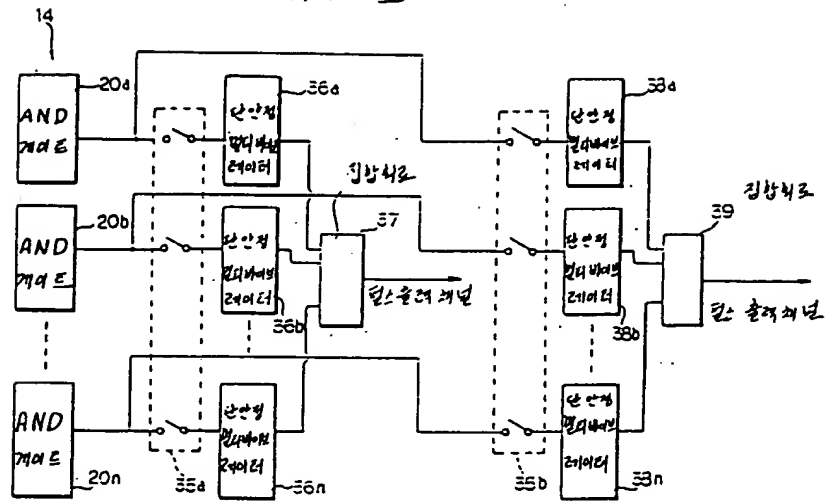 14
20a
36a
38a
AND
게이트
단안정
멀티바이브
레이터
단안정
멀티바이브
레이터
집합회로
집합회로
20b
37
39
AND
게이트
단안정
멀티바이브
레이터
단안정
멀티바이브
레이터
펄스출력채널
펄스 출력 채널
36b
38b
AND
게이트
단안정
멀티바이브
레이터
단안정
멀티바이브
레이터
20n
35a
36n
35b
38n